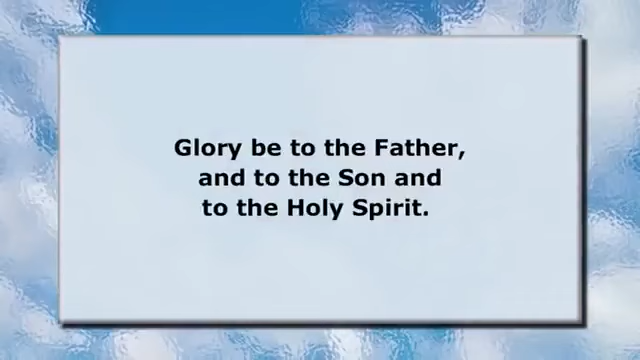 Glory be to the Father,
and to the Son and
to the Holy Spirit.